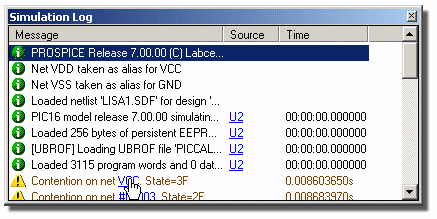 Simulation Log
Message Source Time
PROSPICE Release 7.00.00 (C) Labce...
Net VDD taken as alias for VCC
Net VSS taken as alias for GND
Loaded netlist 'LISA1.SDF' for design '...
PIC16 model release 7.00.00 simulatin... U2 00:00:00.000000
Loaded 256 bytes of persistent EEPR... U2 00:00:00.000000
[UBROF] Loading UBROF file 'PICCAL... U2 00:00:00.000000
Loaded 3115 program words and 0 dat... U2 00:00:00.000000
Contention on net State=3F 0.008603650s
Contention on net State=2F 0.008683970s